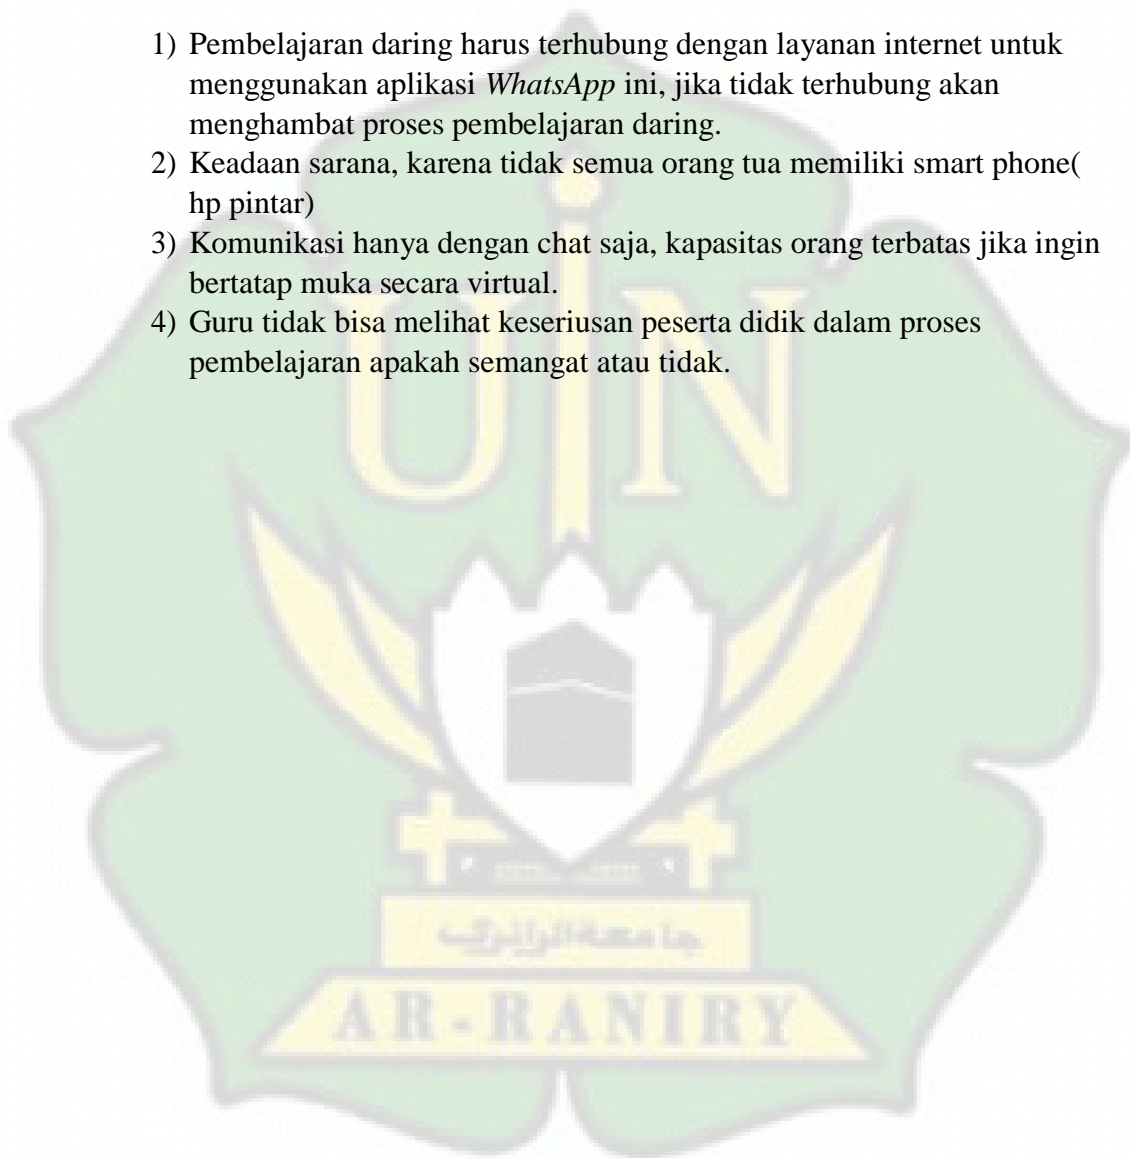 1) Pembelajaran daring harus terhubung dengan layanan internet untuk
menggunakan aplikasi WhatsApp ini, jika tidak terhubung akan
menghambat proses pembelajaran daring.
2) Keadaan sarana, karena tidak semua orang tua memiliki smart phone(
hp pintar)
3) Komunikasi hanya dengan chat saja, kapasitas orang terbatas jika ingin
bertatap muka secara virtual.
4) Guru tidak bisa melihat keseriusan peserta didik dalam proses
pembelajaran apakah semangat atau tidak.
UIN
جامعة الرانري
AR-RANIRY